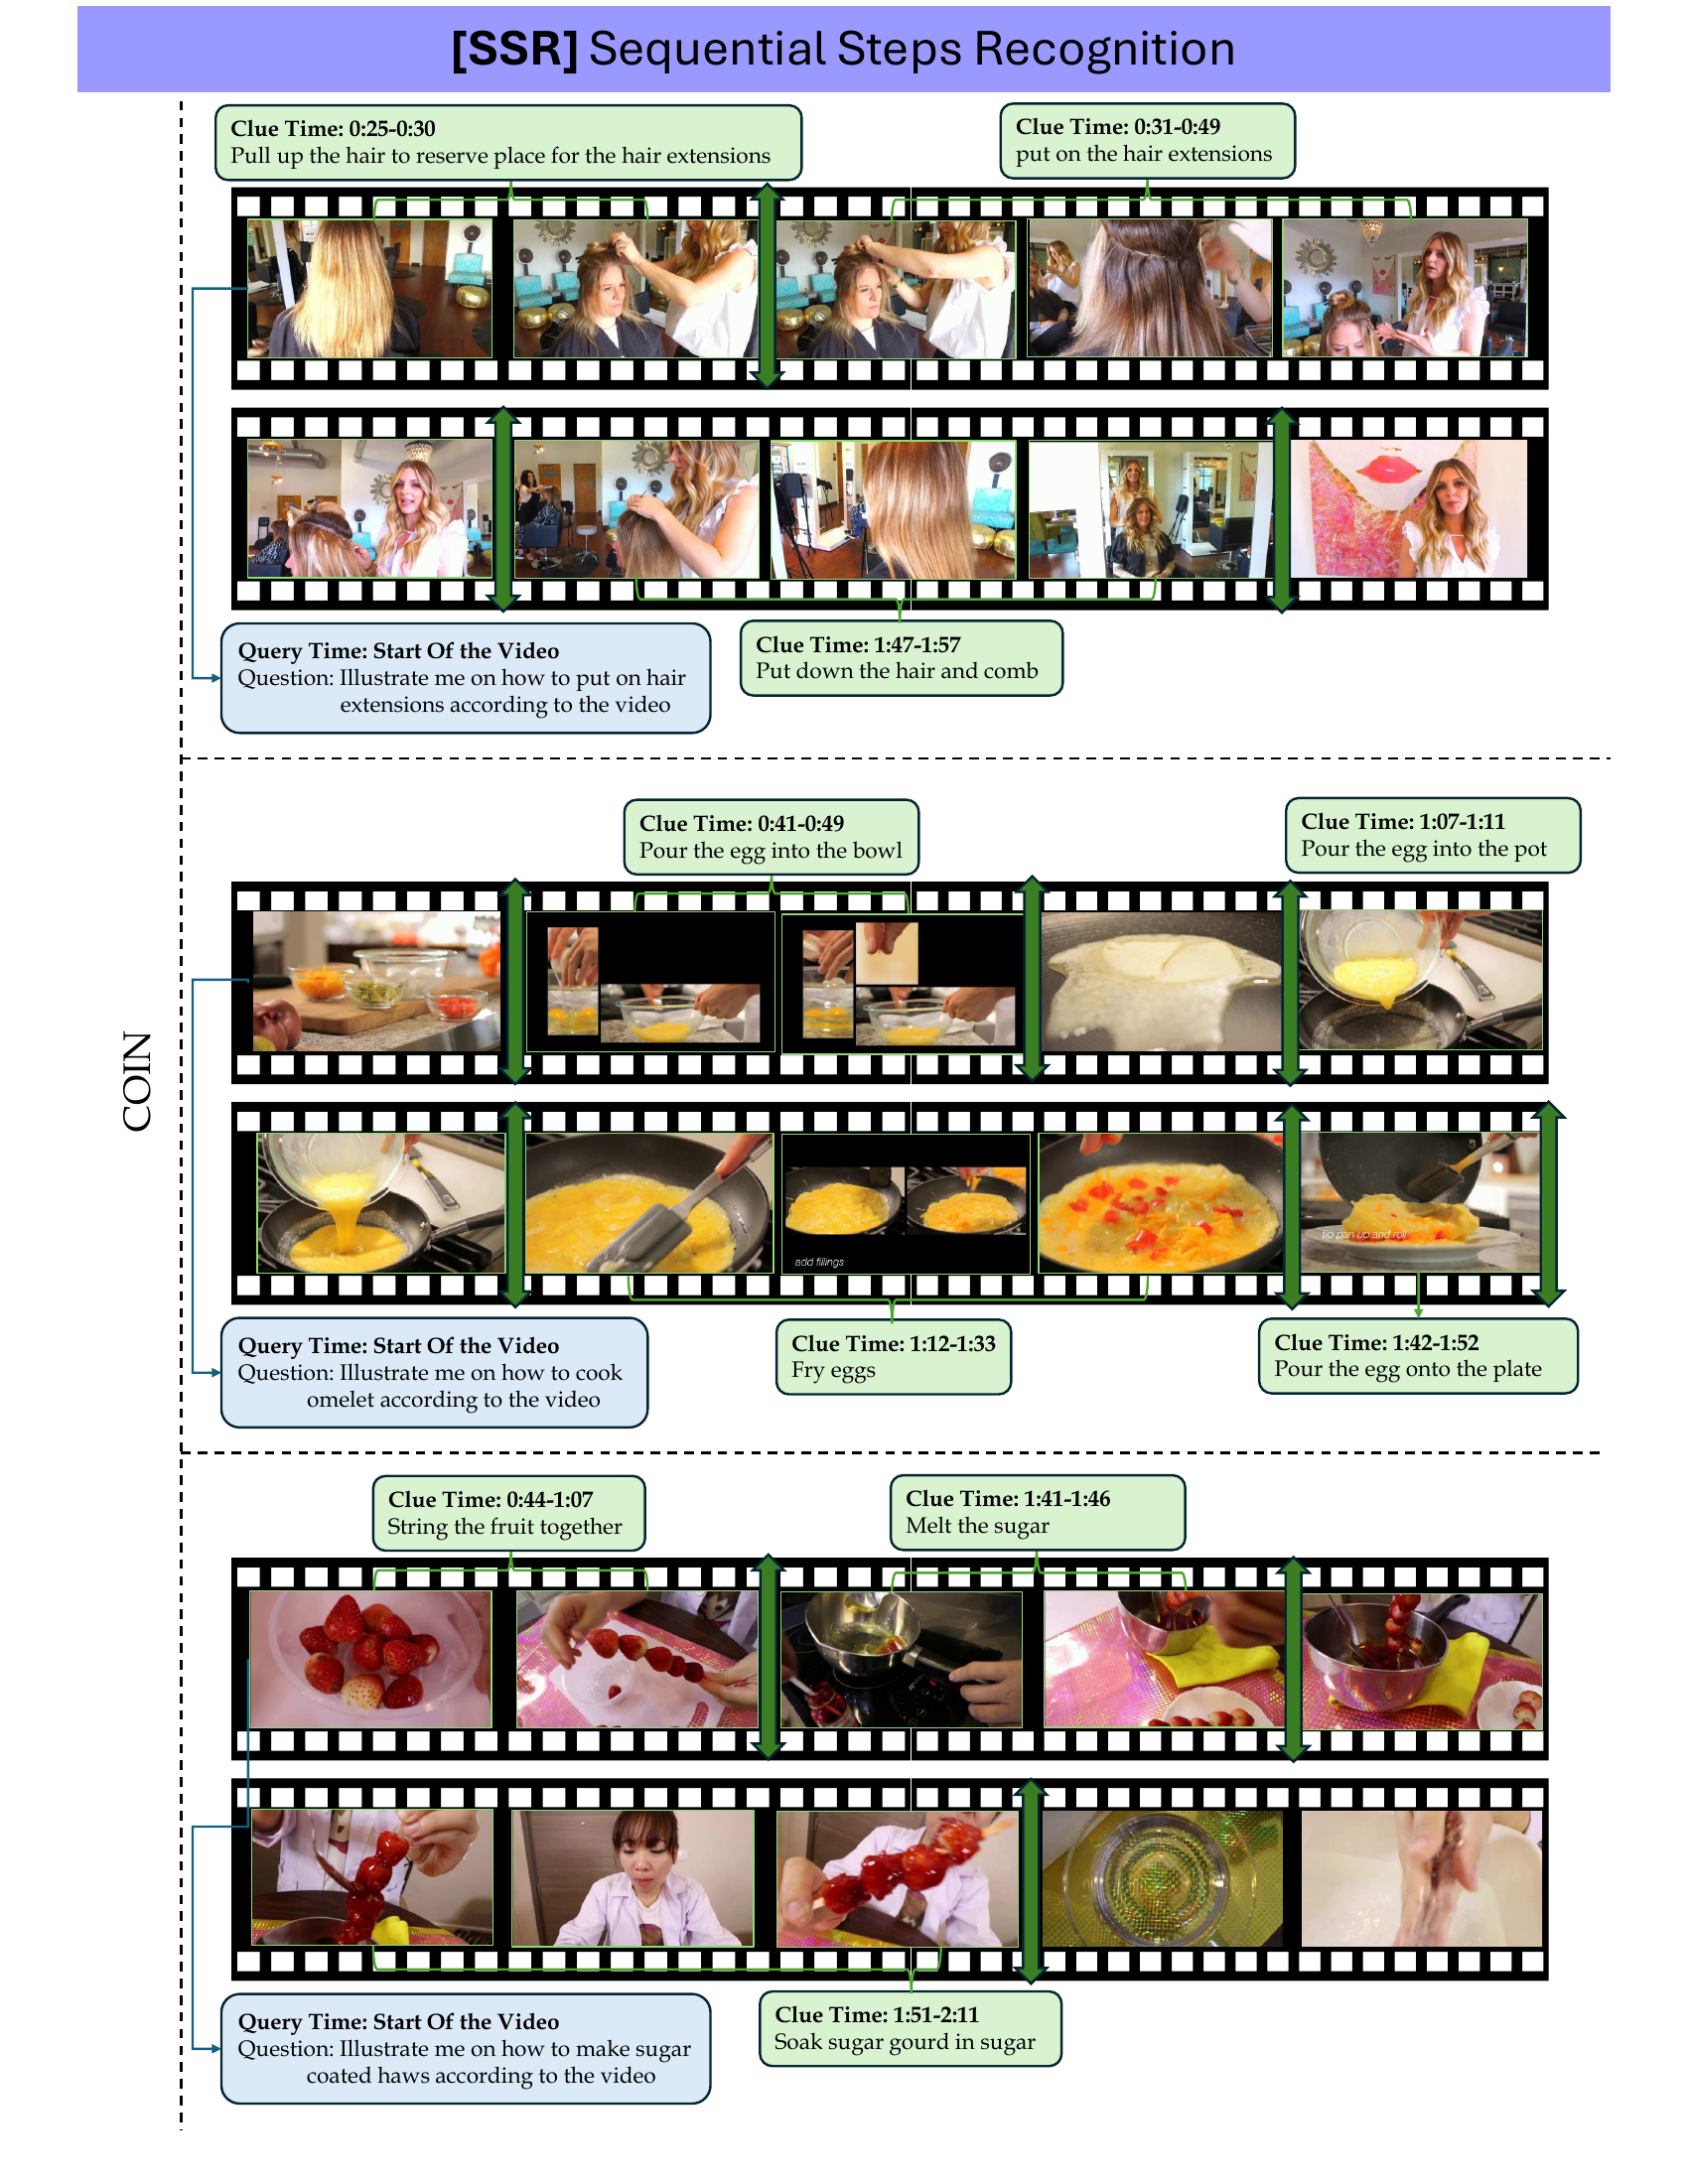 [SSR] Sequential Steps Recognition
Clue Time: 0:25-0:30
Pull up the hair to reserve place for the hair extensions
Clue Time: 0:31-0:49
put on the hair extensions
Query Time: Start Of the Video
Question: Illustrate me on how to put on hair
extensions according to the video
Clue Time: 1:47-1:57
Put down the hair and comb
COIN
Clue Time: 0:41-0:49
Pour the egg into the bowl
Clue Time: 1:07-1:11
Pour the egg into the pot
add fillings
tip pan up and roll
Query Time: Start Of the Video
Question: Illustrate me on how to cook
omelet according to the video
Clue Time: 1:12-1:33
Fry eggs
Clue Time: 1:42-1:52
Pour the egg onto the plate
Clue Time: 0:44-1:07
String the fruit together
Clue Time: 1:41-1:46
Melt the sugar
Query Time: Start Of the Video
Question: Illustrate me on how to make sugar
coated haws according to the video
Clue Time: 1:51-2:11
Soak sugar gourd in sugar